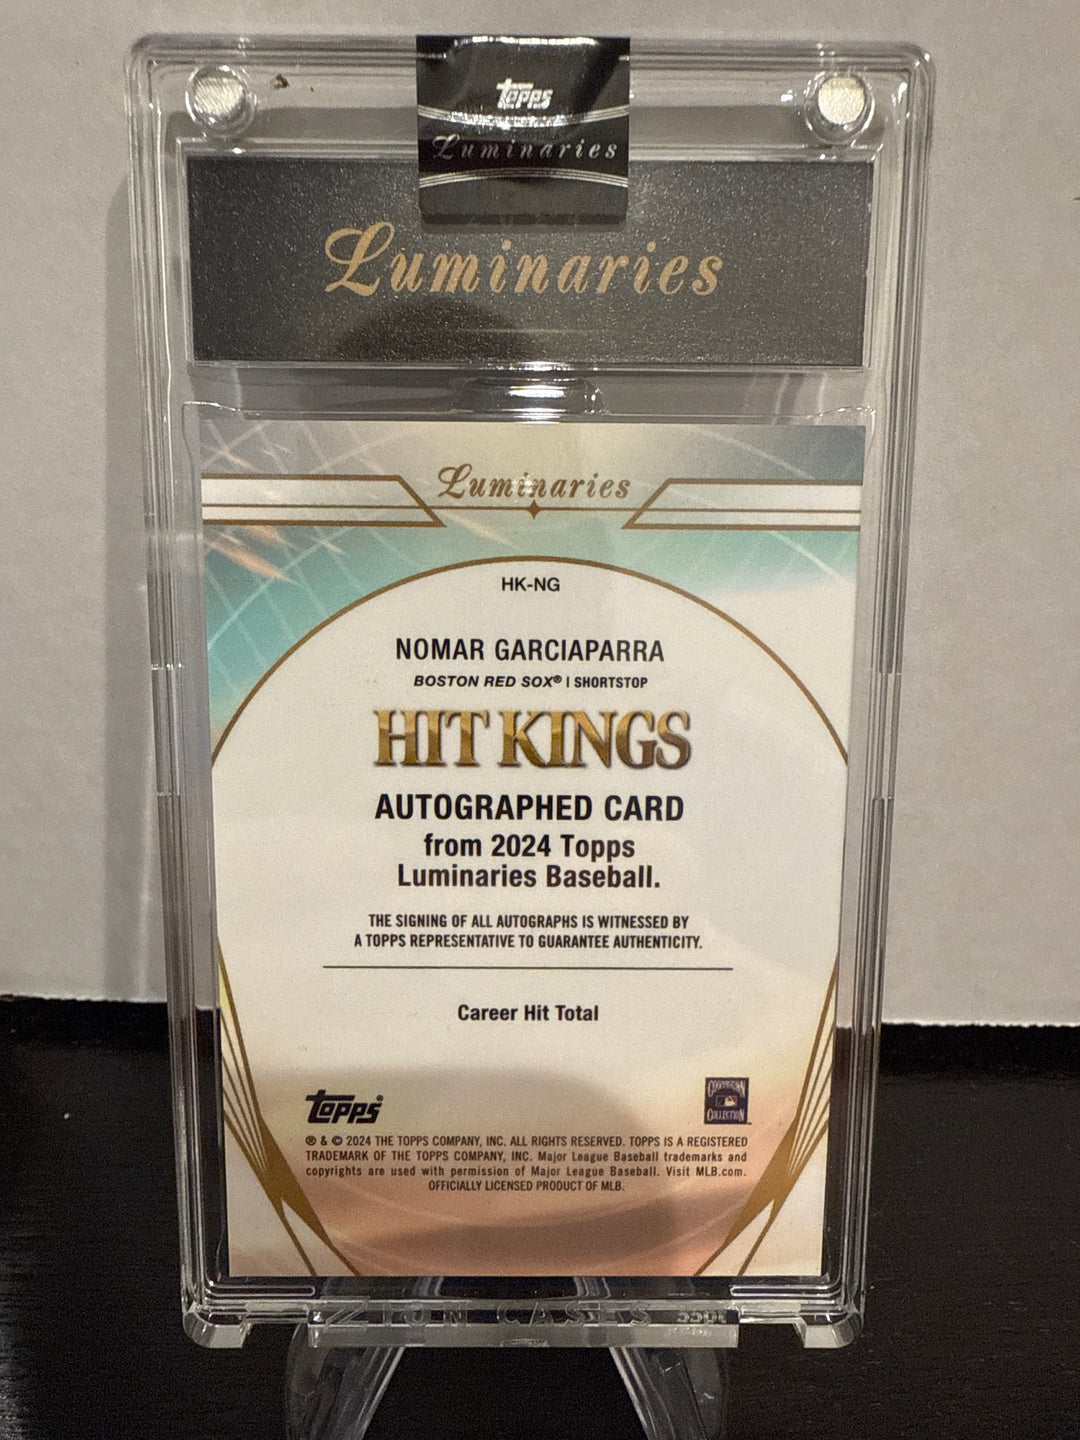 Topps
Luminaries
Luminaries
Luminaries
HK-NG
NOMAR GARCIAPARRA
BOSTON RED SOX® | SHORTSTOP
HIT KINGS
AUTOGRAPHED CARD
from 2024 Topps
Luminaries Baseball.
THE SIGNING OF ALL AUTOGRAPHS IS WITNESSED BY
A TOPPS REPRESENTATIVE TO GUARANTEE AUTHENTICITY.
Career Hit Total
Topps®
COOPERSTOWN
COLLECTION™
® & © 2024 THE TOPPS COMPANY, INC. ALL RIGHTS RESERVED. TOPPS IS A REGISTERED
TRADEMARK OF THE TOPPS COMPANY, INC. Major League Baseball trademarks and
copyrights are used with permission of Major League Baseball. Visit MLB.com.
OFFICIALLY LICENSED PRODUCT OF MLB.
ZION CASES